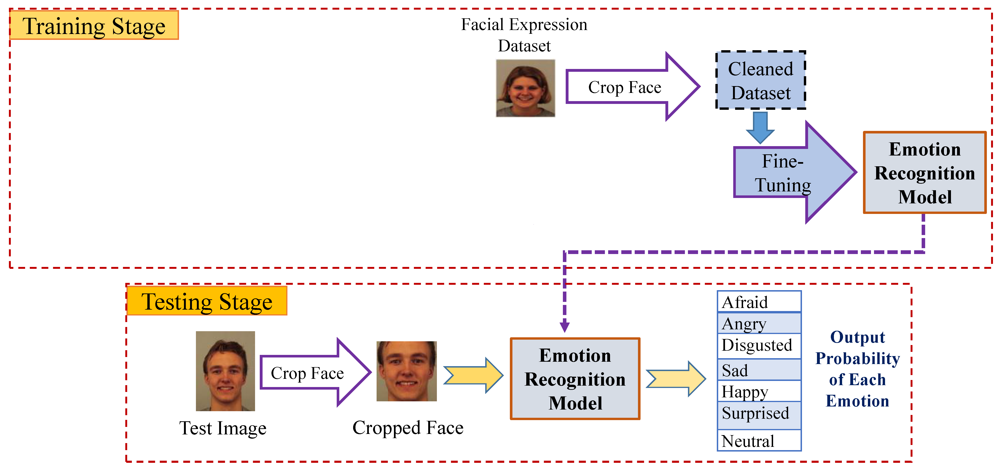 Training Stage
Facial Expression
Dataset
Crop Face
Cleaned
Dataset
Fine-
Tuning
Emotion
Recognition
Model
Testing Stage
Test Image
Crop Face
Cropped Face
Emotion
Recognition
Model
Afraid
Angry
Disgusted
Sad
Happy
Surprised
Neutral
Output
Probability
of Each
Emotion